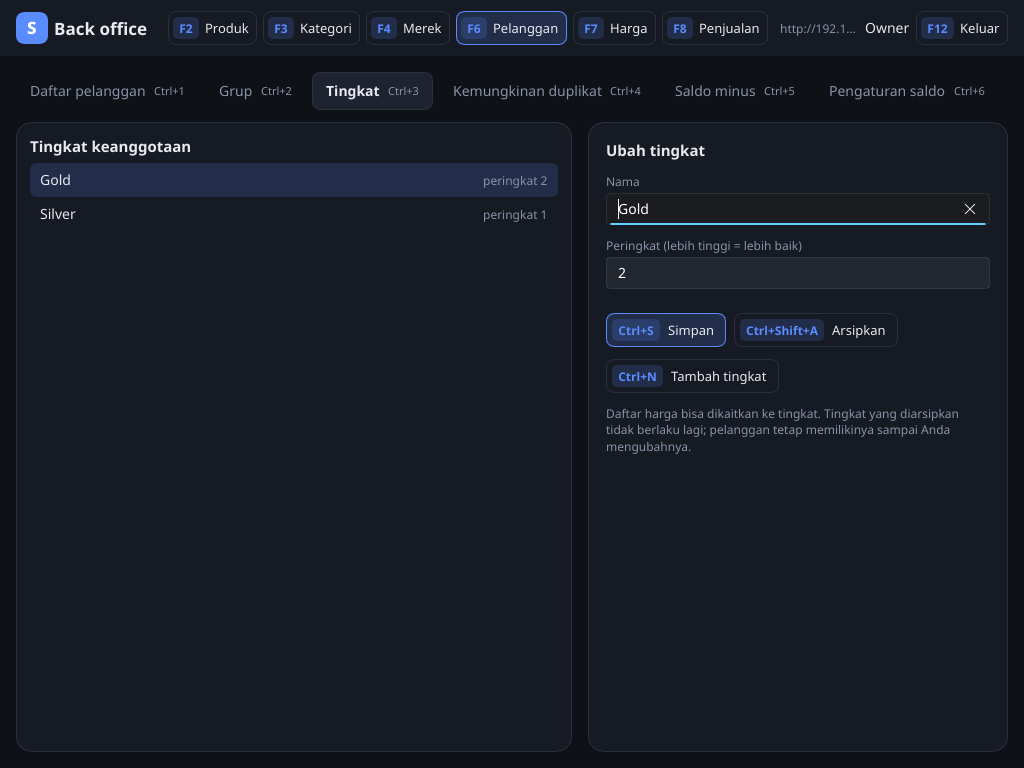 S Back office F2 Produk F3 Kategori F4 Merek F6 Pelanggan F7 Harga F8 Penjualan http://192.1... Owner F12 Keluar
Daftar pelanggan Ctrl+1 Grup Ctrl+2 Tingkat Ctrl+3 Kemungkinan duplikat Ctrl+4 Saldo minus Ctrl+5 Pengaturan saldo Ctrl+6
Tingkat keanggotaan
Gold peringkat 2
Silver peringkat 1
Ubah tingkat
Nama
Gold
Peringkat (lebih tinggi = lebih baik)
2
Ctrl+S Simpan Ctrl+Shift+A Arsipkan
Ctrl+N Tambah tingkat
Daftar harga bisa dikaitkan ke tingkat. Tingkat yang diarsipkan
tidak berlaku lagi; pelanggan tetap memilikinya sampai Anda
mengubahnya.